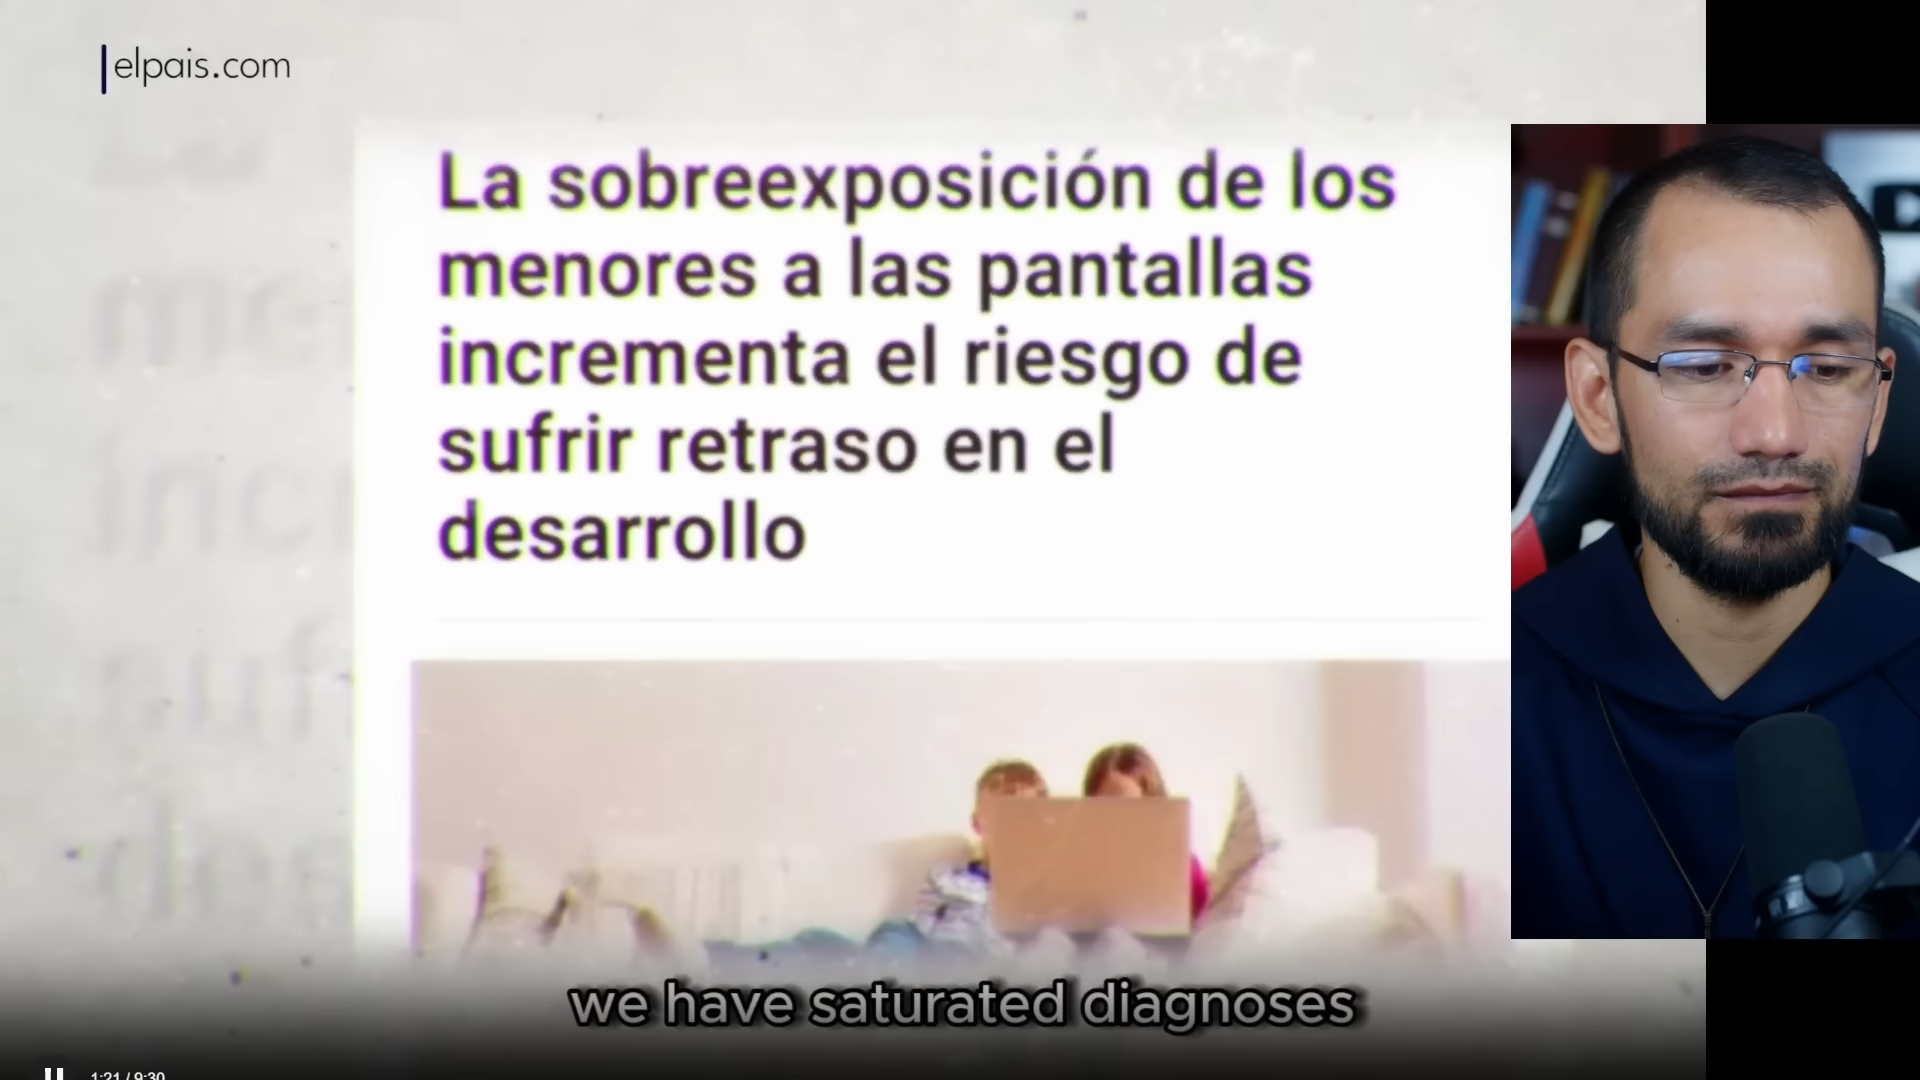 elpais.com
La sobreexposición de los
menores a las pantallas
incrementa el riesgo de
sufrir retraso en el
desarrollo
we have saturated diagnoses
1:21 / 9:30